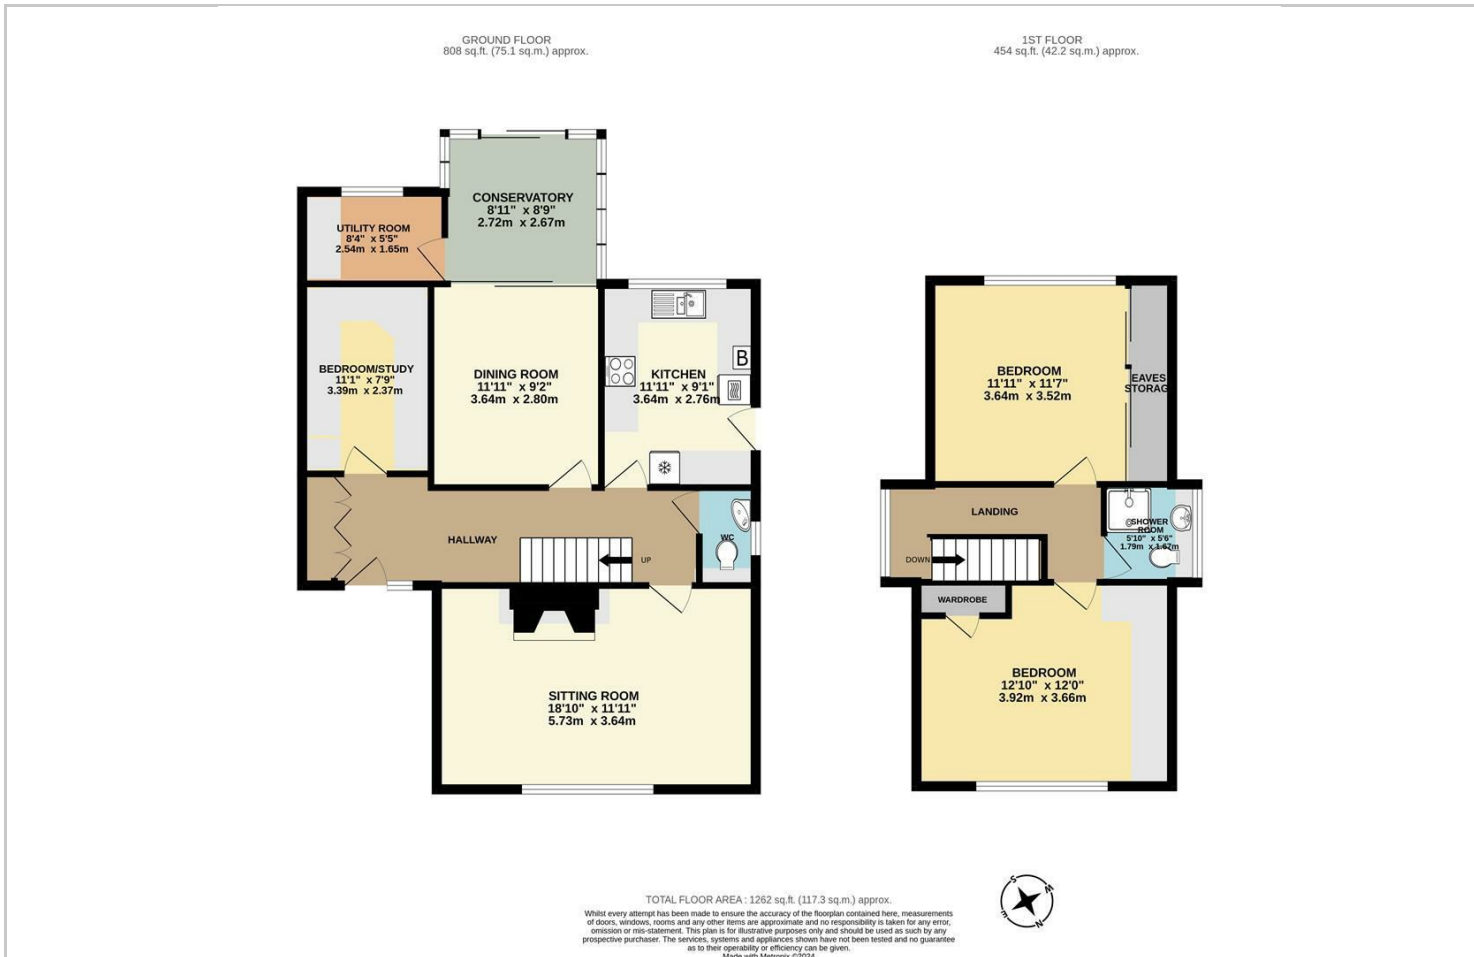 GROUND FLOOR
808 sq.ft. (75.1 sq.m.) approx.
1ST FLOOR
454 sq.ft. (42.2 sq.m.) approx.
CONSERVATORY
8'11" x 8'9"
2.72m x 2.67m
UTILITY ROOM
8'4" x 5'5"
2.54m x 1.65m
BEDROOM/STUDY
11'1" x 7'9"
3.39m x 2.37m
DINING ROOM
11'11" x 9'2"
3.64m x 2.80m
KITCHEN
11'11" x 9'1"
3.64m x 2.76m
B
HALLWAY
UP
WC
SITTING ROOM
18'10" x 11'11"
5.73m x 3.64m
BEDROOM
11'11" x 11'7"
3.64m x 3.52m
EAVES
STORAG
LANDING
DOWN
SHOWER
ROOM
5'10" x 5'6"
1.79m x 1.67m
WARDROBE
BEDROOM
12'10" x 12'0"
3.92m x 3.66m
S
W
E
N
TOTAL FLOOR AREA : 1262 sq.ft. (117.3 sq.m.) approx.
Whilst every attempt has been made to ensure the accuracy of the floorplan contained here, measurements
of doors, windows, rooms and any other items are approximate and no responsibility is taken for any error,
omission or mis-statement. This plan is for illustrative purposes only and should be used as such by any
prospective purchaser. The services, systems and appliances shown have not been tested and no guarantee
as to their operability or efficiency can be given.
Made with Metropix ©2024